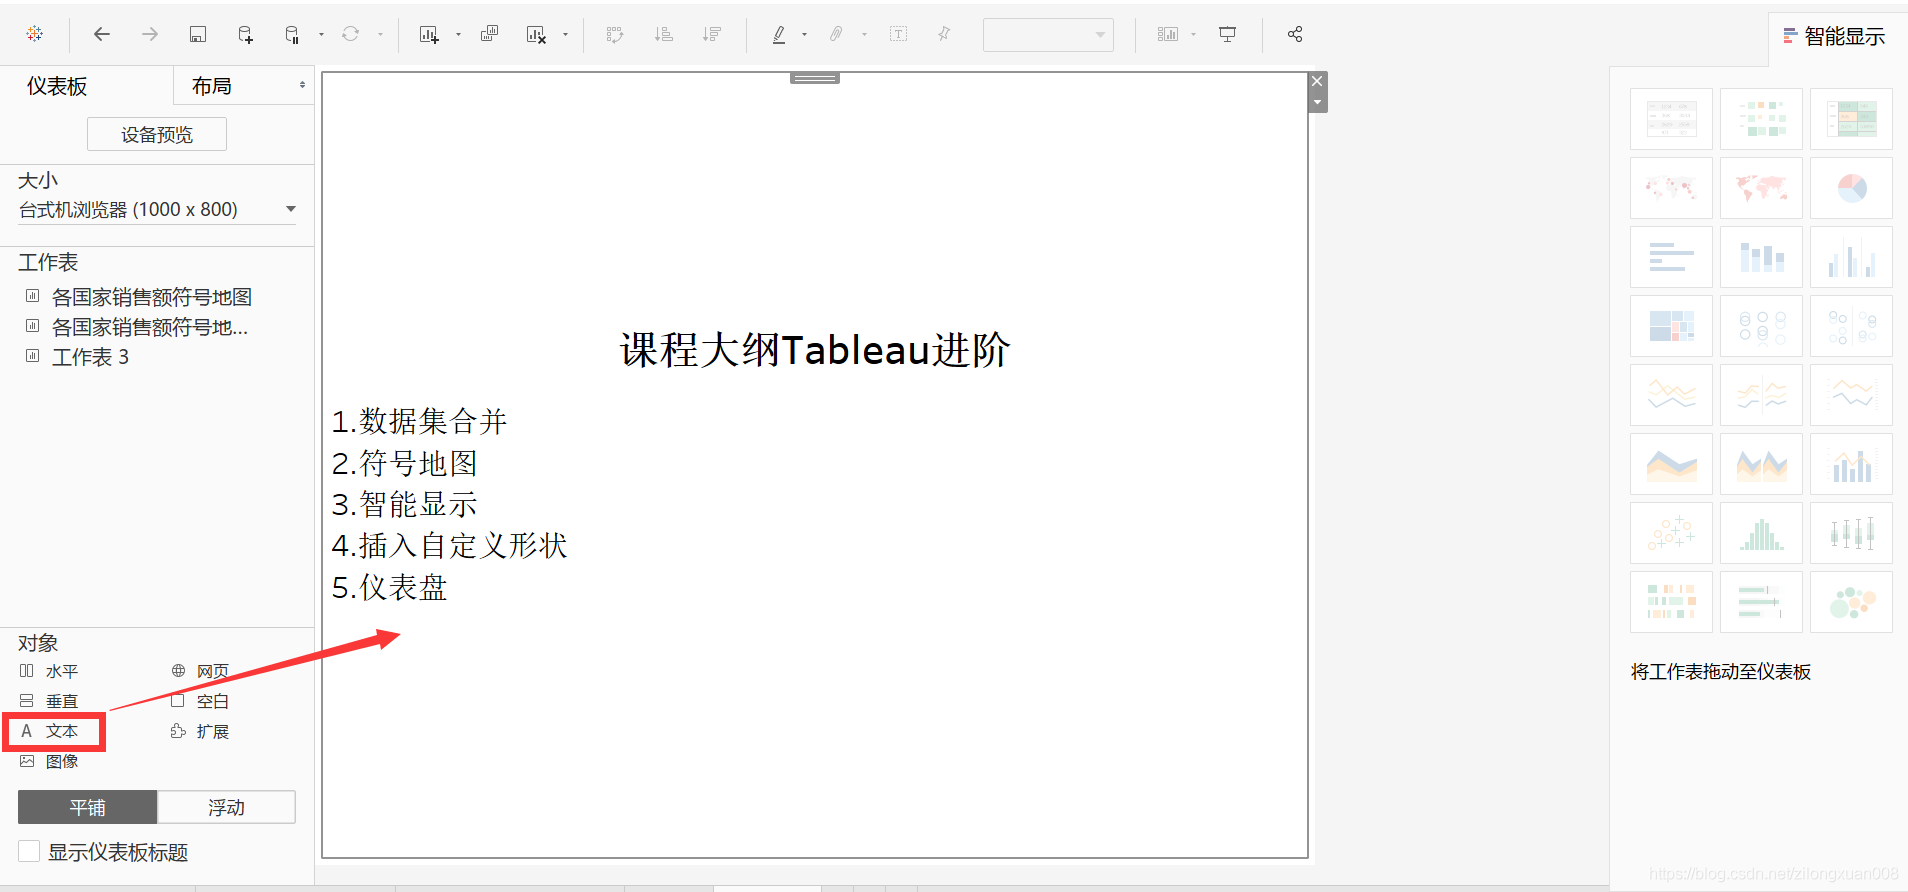 智能显示
仪表板
布局
设备预览
大小
台式机浏览器 (1000 x 800)
工作表
各国家销售额符号地图
各国家销售额符号地...
工作表 3
课程大纲Tableau进阶
1.数据集合并
2.符号地图
3.智能显示
4.插入自定义形状
5.仪表盘
对象
水平
网页
垂直
空白
A 文本
扩展
图像
平铺
浮动
显示仪表板标题
将工作表拖动至仪表板
https://blog.csdn.net/zilongxuan008